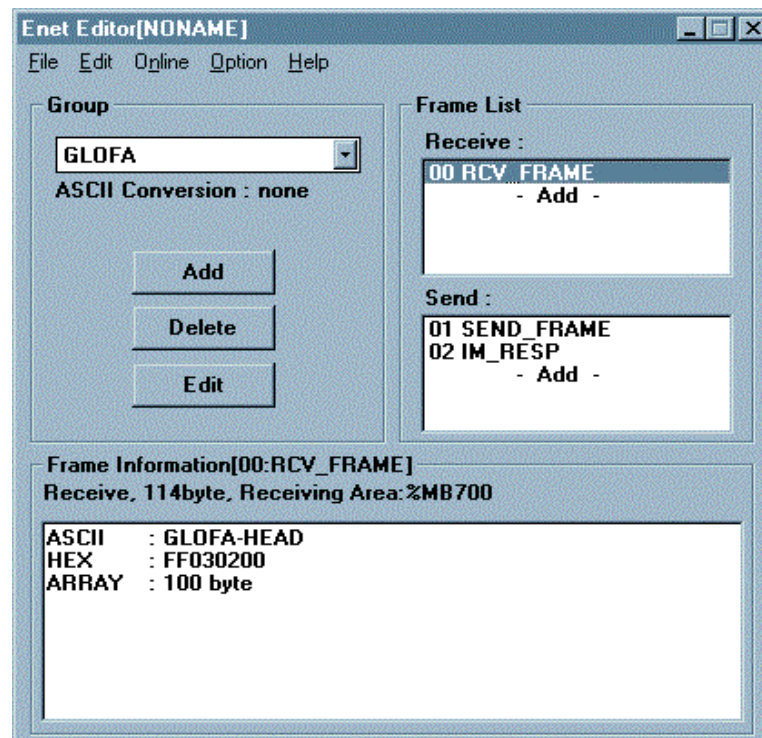 Enet Editor[NONAME]
File Edit Online Option Help
Group
GLOFA
ASCII Conversion : none
Add
Delete
Edit
Frame List
Receive :
00 RCV_FRAME
- Add -
Send :
01 SEND_FRAME
02 IM_RESP
- Add -
Frame Information[00:RCV_FRAME]
Receive, 114byte, Receiving Area:%MB700
ASCII : GLOFA-HEAD
HEX : FF030200
ARRAY : 100 byte